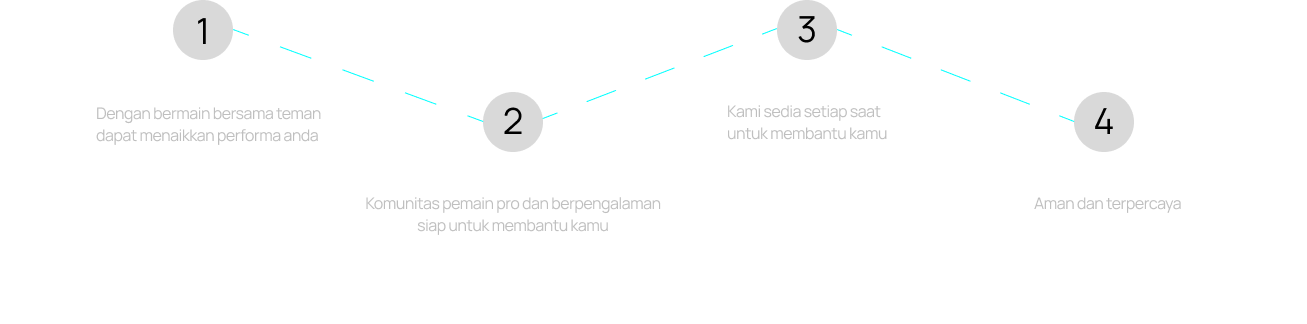 1
Dengan bermain bersama teman
dapat menaikkan performa anda
2
Komunitas pemain pro dan berpengalaman
siap untuk membantu kamu
3
Kami sedia setiap saat
untuk membantu kamu
4
Aman dan terpercaya